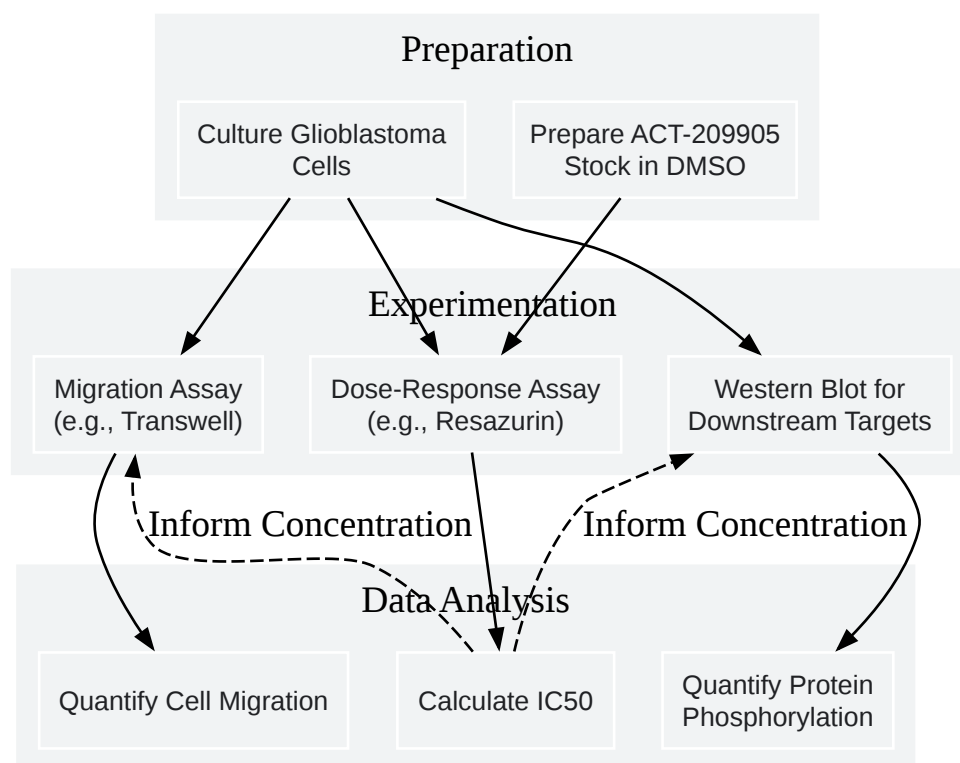 Preparation
Culture Glioblastoma
Cells
Prepare ACT-209905
Stock in DMSO
Experimentation
Migration Assay
(e.g., Transwell)
Dose-Response Assay
(e.g., Resazurin)
Western Blot for
Downstream Targets
Inform Concentration
Inform Concentration
Data Analysis
Quantify Cell Migration
Calculate IC50
Quantify Protein
Phosphorylation